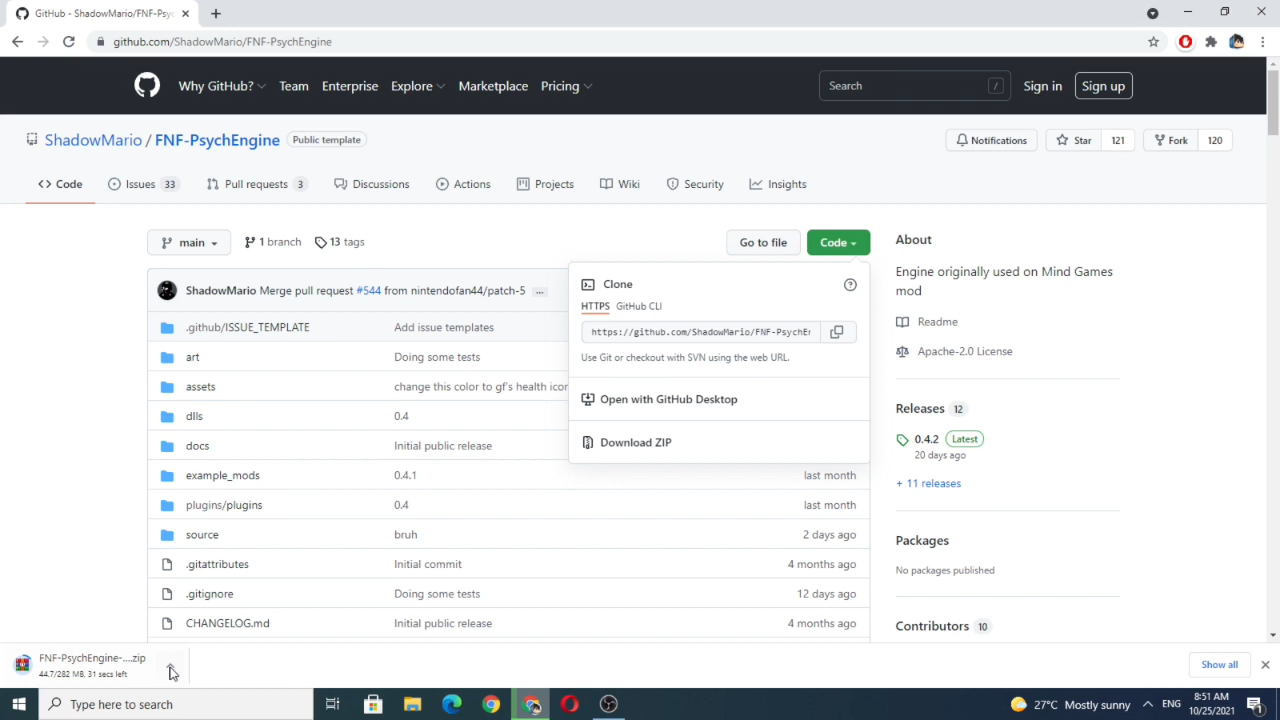 GitHub - ShadowMario/FNF-Psy
github.com/ShadowMario/FNF-PsychEngine
Why GitHub? Team Enterprise Explore Marketplace Pricing
Search /
Sign in Sign up
ShadowMario / FNF-PsychEngine Public template
Notifications Star 121 Fork 120
Code Issues 33 Pull requests 3 Discussions Actions Projects Wiki Security Insights
main 1 branch 13 tags
Go to file Code
ShadowMario Merge pull request #544 from nintendofan44/patch-5 ...
.github/ISSUE_TEMPLATE Add issue templates
art Doing some tests
assets change this color to gf's health icon
dlls 0.4
docs Initial public release
example_mods 0.4.1 last month
plugins/plugins 0.4 last month
source bruh 2 days ago
.gitattributes Initial commit 4 months ago
.gitignore Doing some tests 12 days ago
CHANGELOG.md Initial public release 4 months ago
Clone
HTTPS GitHub CLI
https://github.com/ShadowMario/FNF-PsychEr
Use Git or checkout with SVN using the web URL.
Open with GitHub Desktop
Download ZIP
About
Engine originally used on Mind Games
mod
Readme
Apache-2.0 License
Releases 12
0.4.2 Latest
20 days ago
+ 11 releases
Packages
No packages published
Contributors 10
FNF-PsychEngine-....zip
44.7/282 MB, 31 secs left
Show all
Type here to search
27°C Mostly sunny
ENG
8:51 AM
10/25/2021
1